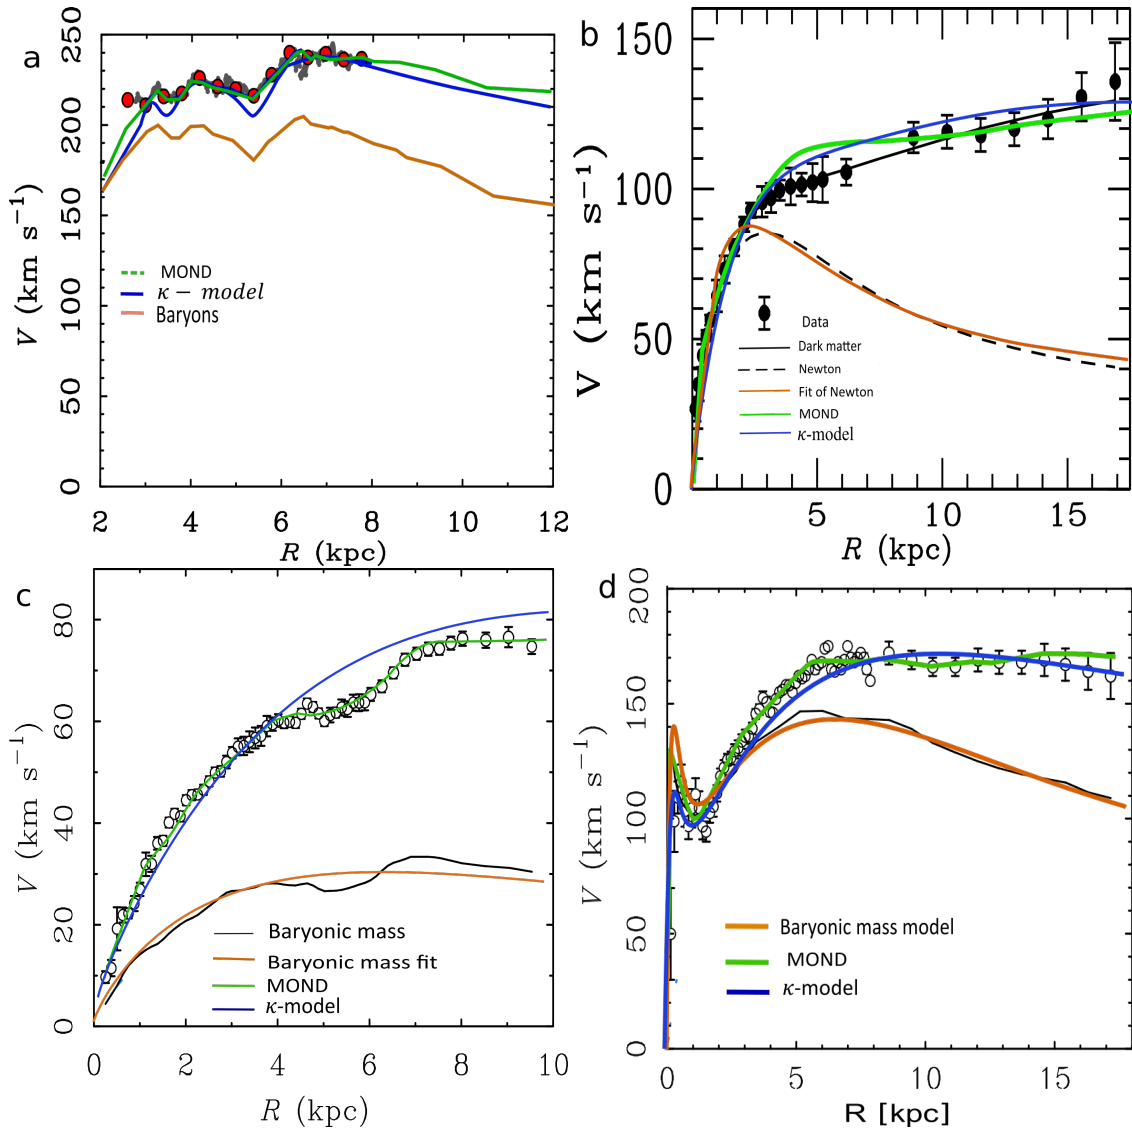 a
250
200
150
100
50
0
V (km s−1)
MOND
κ − model
Baryons
2 4 6 8 10 12
R (kpc)
b
150
100
50
0
V (km s−1)
Data
Dark matter
Newton
Fit of Newton
MOND
κ-model
5 10 15
R (kpc)
c
80
60
40
20
0
V (km s−1)
Baryonic mass
Baryonic mass fit
MOND
κ-model
0 2 4 6 8 10
R (kpc)
d
200
150
100
50
0
V (km s−1)
Baryonic mass model
MOND
κ-model
0 5 10 15
R [kpc]